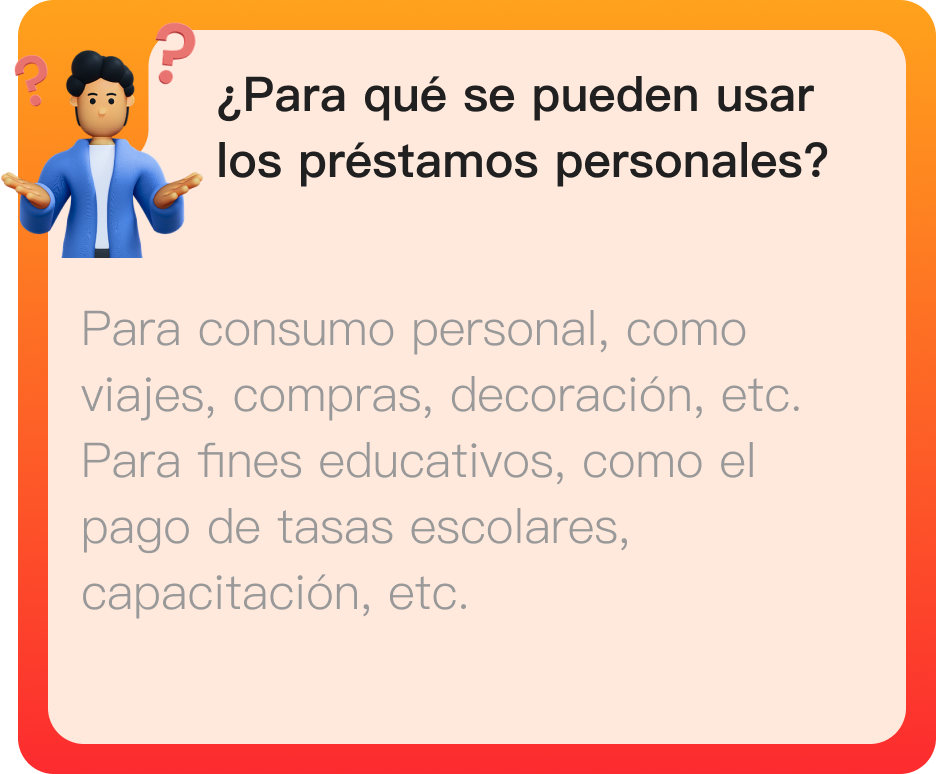 ¿Para qué se pueden usar
los préstamos personales?
Para consumo personal, como
viajes, compras, decoración, etc.
Para fines educativos, como el
pago de tasas escolares,
capacitación, etc.